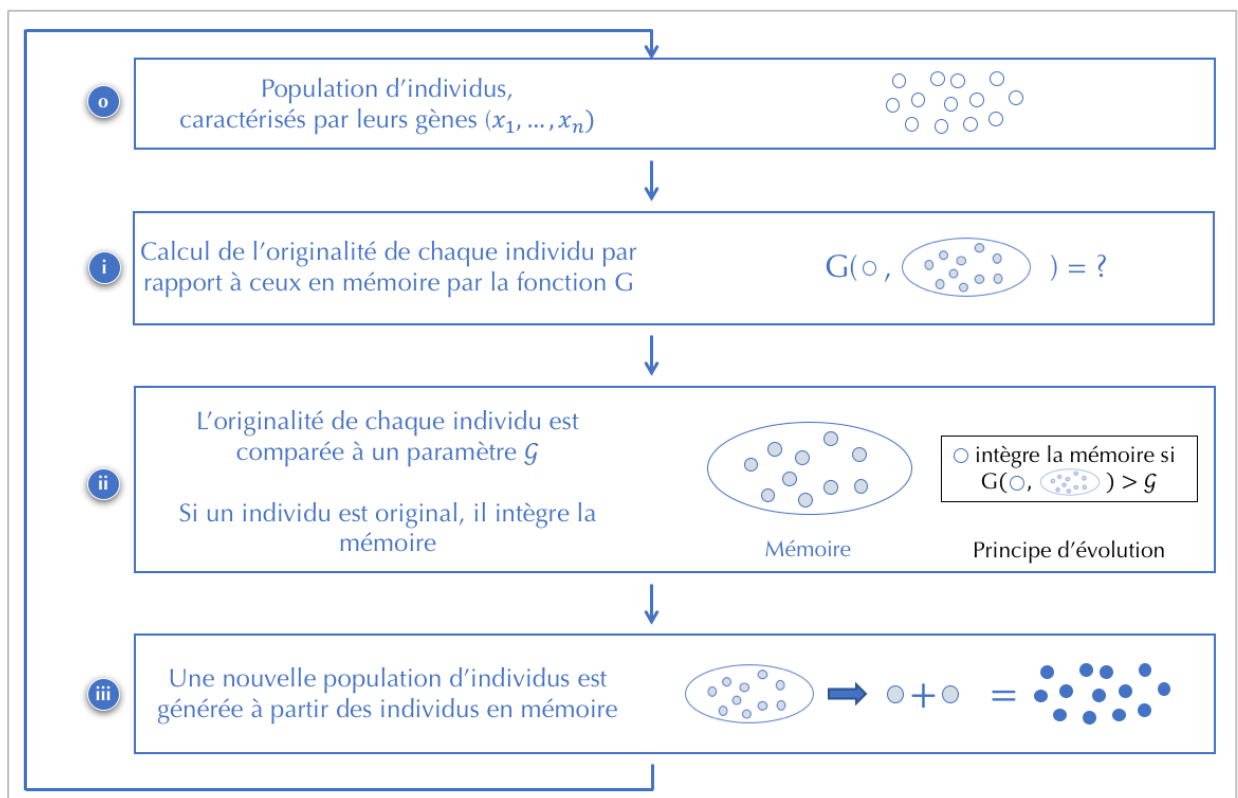 o
Population d'individus,
caractérisés par leurs gènes (x₁, ..., xₙ)
i
Calcul de l'originalité de chaque individu par
rapport à ceux en mémoire par la fonction G
G(○, ) = ?
ii
L'originalité de chaque individu est
comparée à un paramètre 𝒢
Si un individu est original, il intègre la
mémoire
Mémoire
○ intègre la mémoire si
G(○, ) > 𝒢
Principe d'évolution
iii
Une nouvelle population d'individus est
générée à partir des individus en mémoire
+ =